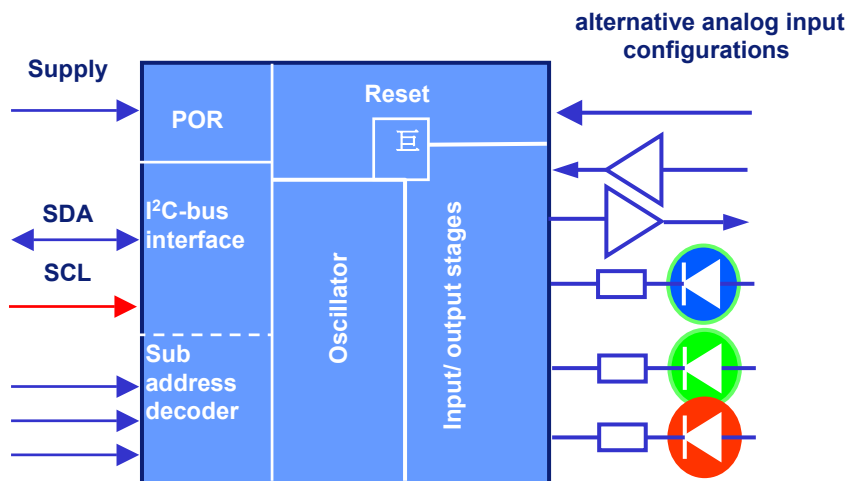 alternative analog input
configurations
Supply
Reset
POR
巨
SDA
I²C-bus
interface
SCL
Oscillator
Input/ output stages
Sub
address
decoder